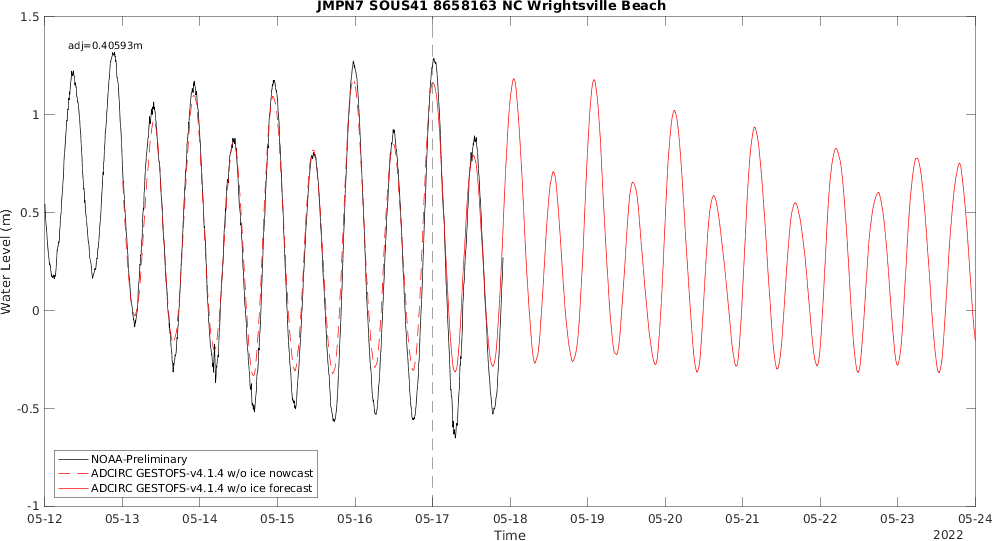 JMPN7 SOUS41 8658163 NC Wrightsville Beach
adj=0.40593m
1.5
1
0.5
0
-0.5
-1
Water Level (m)
NOAA-Preliminary
ADCIRC GESTOFS-v4.1.4 w/o ice nowcast
ADCIRC GESTOFS-v4.1.4 w/o ice forecast
05-12 05-13 05-14 05-15 05-16 05-17 05-18 05-19 05-20 05-21 05-22 05-23 05-24
Time
2022